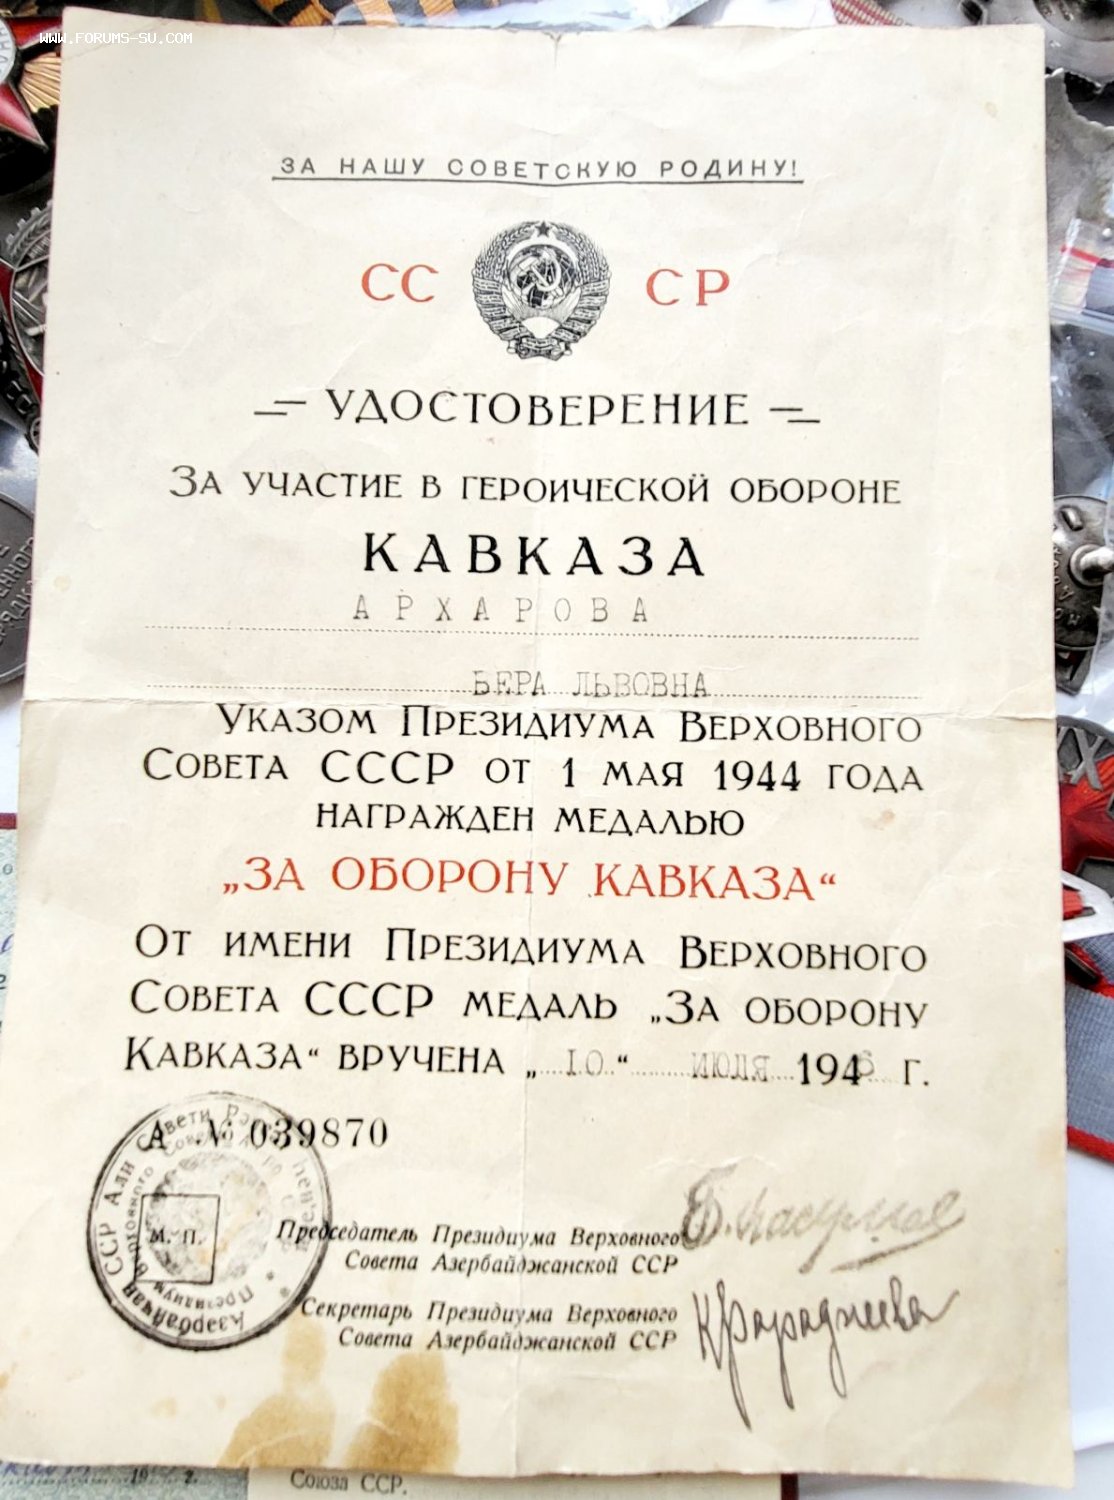 WWW.FORUMS-SU.COM
ЗА НАШУ СОВЕТСКУЮ РОДИНУ!
СС СР
УДОСТОВЕРЕНИЕ
ЗА УЧАСТИЕ В ГЕРОИЧЕСКОЙ ОБОРОНЕ
КАВКАЗА
АРХАРОВА
ВЕРА ЛЬВОВНА
УКАЗОМ ПРЕЗИДИУМА ВЕРХОВНОГО
СОВЕТА СССР ОТ 1 МАЯ 1944 ГОДА
НАГРАЖДЕН МЕДАЛЬЮ
„ЗА ОБОРОНУ КАВКАЗА“
ОТ ИМЕНИ ПРЕЗИДИУМА ВЕРХОВНОГО
СОВЕТА СССР МЕДАЛЬ „ЗА ОБОРОНУ
КАВКАЗА“ ВРУЧЕНА „10“ ИЮЛЯ 194 Г.
А № 039870
М. П.
Председатель Президиума Верховного
Совета Азербайджанской ССР
Секретарь Президиума Верховного
Совета Азербайджанской ССР
Союза ССР.